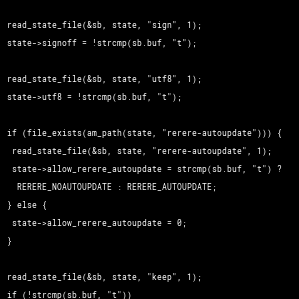 read_state_file(&sb, state, "sign", 1);
state->signoff = !strcmp(sb.buf, "t");

read_state_file(&sb, state, "utf8", 1);
state->utf8 = !strcmp(sb.buf, "t");

if (file_exists(am_path(state, "rerere-autoupdate"))) {
 read_state_file(&sb, state, "rerere-autoupdate", 1);
 state->allow_rerere_autoupdate = strcmp(sb.buf, "t") ?
  RERERE_NOAUTOUPDATE : RERERE_AUTOUPDATE;
} else {
 state->allow_rerere_autoupdate = 0;
}

read_state_file(&sb, state, "keep", 1);
if (!strcmp(sb.buf, "t"))